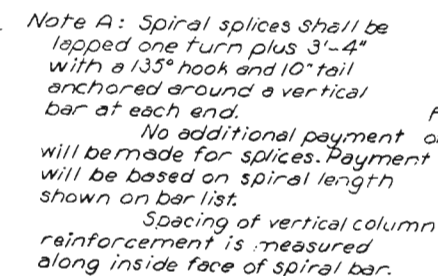 Note A: Spiral splices shall be
lapped one turn plus 3'-4"
with a 135° hook and 10" tail
anchored around a vertical
bar at each end.
No additional payment
will be made for splices. Payment
will be based on spiral length
shown on bar list.
Spacing of vertical column
reinforcement is measured
along inside face of spiral bar.